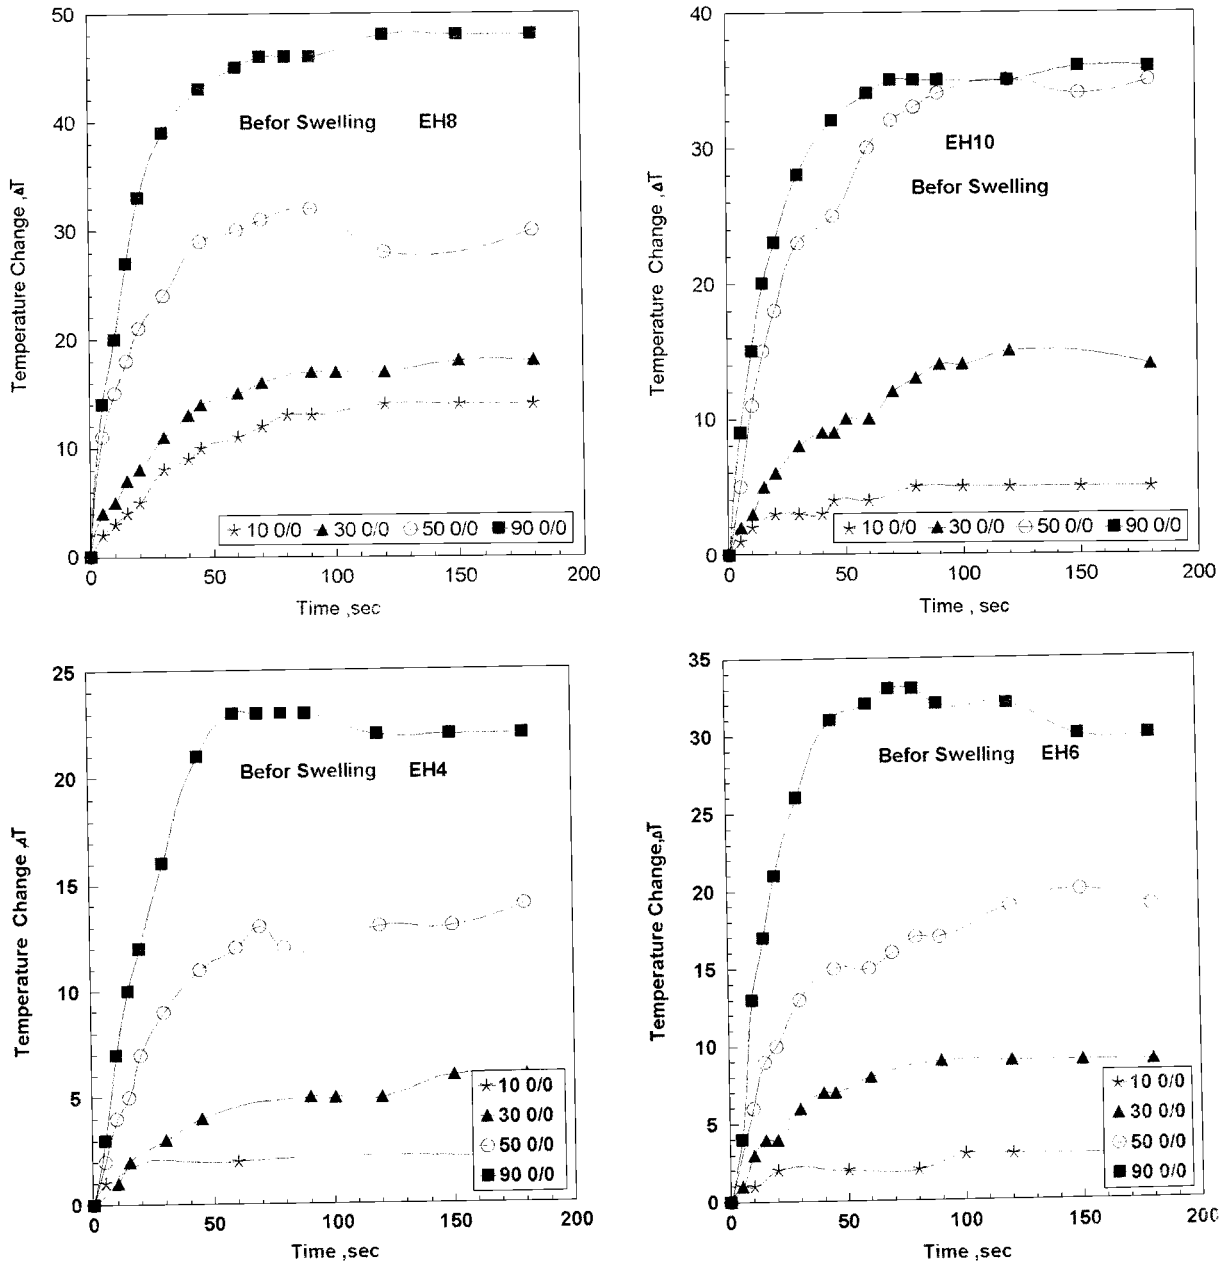 50
40
30
20
10
0
Temperature Change ,ΔT
Befor Swelling EH8
10 0/0 30 0/0 50 0/0 90 0/0
0 50 100 150 200
Time ,sec
40
30
20
10
0
Temperature Change ,ΔT
EH10
Befor Swelling
10 0/0 30 0/0 50 0/0 90 0/0
0 50 100 150 200
Time , sec
25
20
15
10
5
0
Temperature Change ,ΔT
Befor Swelling EH4
10 0/0
30 0/0
50 0/0
90 0/0
0 50 100 150 200
Time ,sec
35
30
25
20
15
10
5
0
Temperature Change,ΔT
Befor Swelling EH6
10 0/0
30 0/0
50 0/0
90 0/0
0 50 100 150 200
Time ,sec